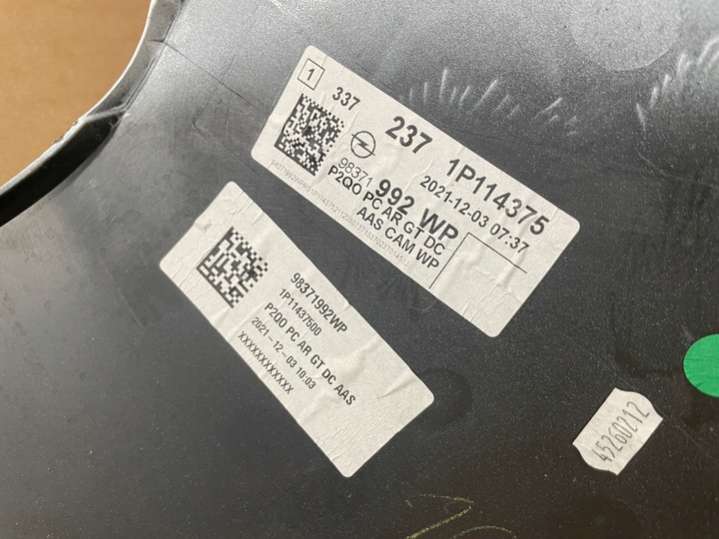 1
337
237 1P114375
2021-12-03 07:37
98371
992 WP
P2QO PC AR GT DC
AAS CAM WP
98371992WP
1P11437500
P2QO PC AR GT DC AAS
2021-12-03 10:03
XXXXXXXXXXXX
45260212